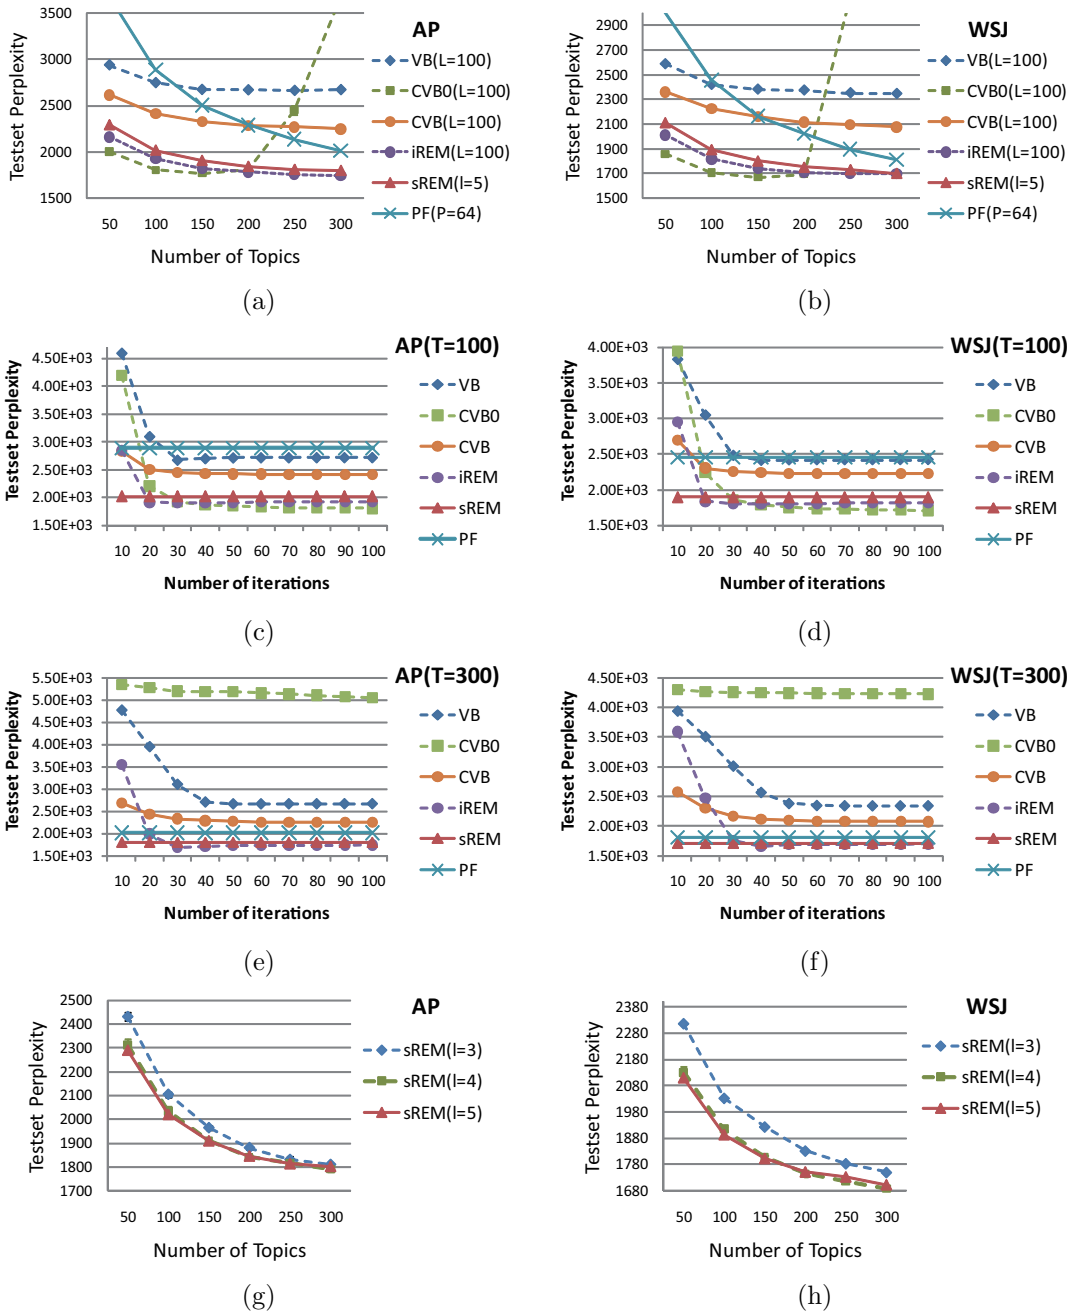 AP
Testset Perplexity
3500
3000
2500
2000
1500
50 100 150 200 250 300
Number of Topics
VB(L=100)
CVB0(L=100)
CVB(L=100)
iREM(L=100)
sREM(l=5)
PF(P=64)
(a)
WSJ
Testset Perplexity
2900
2700
2500
2300
2100
1900
1700
1500
50 100 150 200 250 300
Number of Topics
VB(L=100)
CVB0(L=100)
CVB(L=100)
iREM(L=100)
sREM(l=5)
PF(P=64)
(b)
AP(T=100)
Testset Perplexity
4.50E+03
4.00E+03
3.50E+03
3.00E+03
2.50E+03
2.00E+03
1.50E+03
10 20 30 40 50 60 70 80 90 100
Number of iterations
VB
CVB0
CVB
iREM
sREM
PF
(c)
WSJ(T=100)
Testset Perplexity
4.00E+03
3.50E+03
3.00E+03
2.50E+03
2.00E+03
1.50E+03
10 20 30 40 50 60 70 80 90 100
Number of iterations
VB
CVB0
CVB
iREM
sREM
PF
(d)
AP(T=300)
Testset Perplexity
5.50E+03
5.00E+03
4.50E+03
4.00E+03
3.50E+03
3.00E+03
2.50E+03
2.00E+03
1.50E+03
10 20 30 40 50 60 70 80 90 100
Number of iterations
VB
CVB0
CVB
iREM
sREM
PF
(e)
WSJ(T=300)
Testset Perplexity
4.50E+03
4.00E+03
3.50E+03
3.00E+03
2.50E+03
2.00E+03
1.50E+03
10 20 30 40 50 60 70 80 90 100
Number of iterations
VB
CVB0
CVB
iREM
sREM
PF
(f)
AP
Testset Perplexity
2500
2400
2300
2200
2100
2000
1900
1800
1700
50 100 150 200 250 300
Number of Topics
sREM(l=3)
sREM(l=4)
sREM(l=5)
(g)
WSJ
Testset Perplexity
2380
2280
2180
2080
1980
1880
1780
1680
50 100 150 200 250 300
Number of Topics
sREM(l=3)
sREM(l=4)
sREM(l=5)
(h)